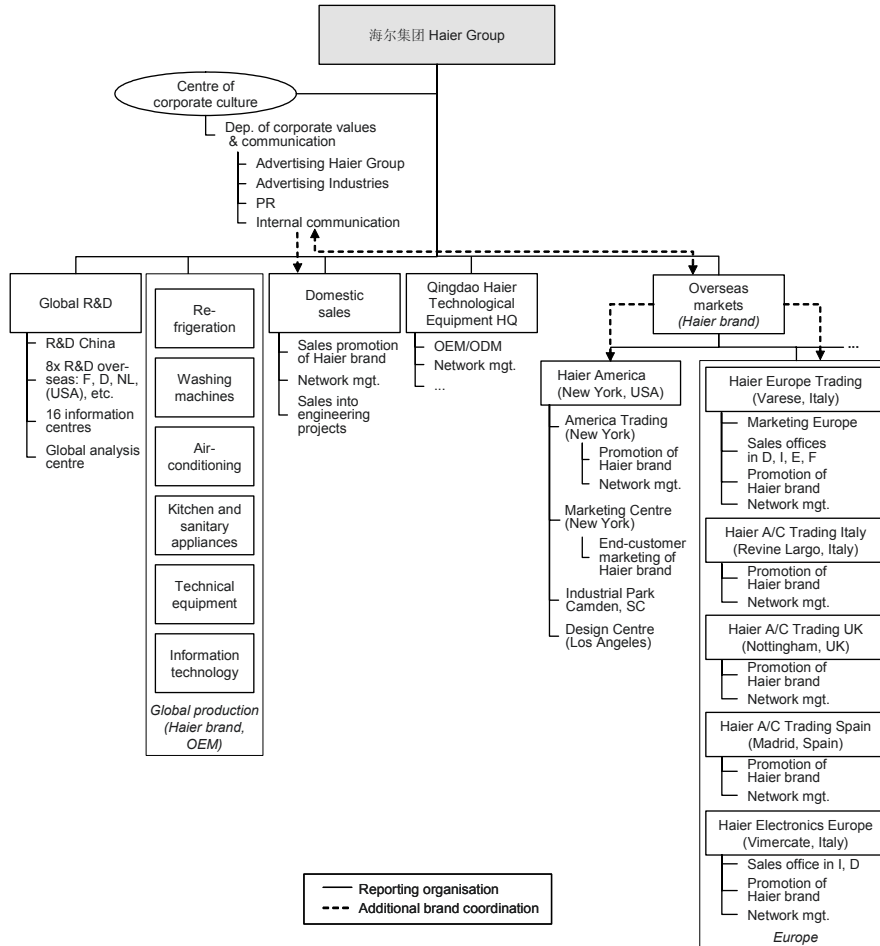 海尔集团 Haier Group
Centre of
corporate culture
Dep. of corporate values
& communication
Advertising Haier Group
Advertising Industries
PR
Internal communication
Global R&D
R&D China
8x R&D over-
seas: F, D, NL,
(USA), etc.
16 information
centres
Global analysis
centre
Re-
frigeration
Washing
machines
Air-
conditioning
Kitchen and
sanitary
appliances
Technical
equipment
Information
technology
Global production
(Haier brand,
OEM)
Domestic
sales
Sales promotion
of Haier brand
Network mgt.
Sales into
engineering
projects
Qingdao Haier
Technological
Equipment HQ
OEM/ODM
Network mgt.
...
Overseas
markets
(Haier brand)
...
Haier America
(New York, USA)
America Trading
(New York)
Promotion of
Haier brand
Network mgt.
Marketing Centre
(New York)
End-customer
marketing of
Haier brand
Industrial Park
Camden, SC
Design Centre
(Los Angeles)
Haier Europe Trading
(Varese, Italy)
Marketing Europe
Sales offices
in D, I, E, F
Promotion of
Haier brand
Network mgt.
Haier A/C Trading Italy
(Revine Largo, Italy)
Promotion of
Haier brand
Network mgt.
Haier A/C Trading UK
(Nottingham, UK)
Promotion of
Haier brand
Network mgt.
Haier A/C Trading Spain
(Madrid, Spain)
Promotion of
Haier brand
Network mgt.
Haier Electronics Europe
(Vimercate, Italy)
Sales office in I, D
Promotion of
Haier brand
Network mgt.
Europe
Reporting organisation
Additional brand coordination